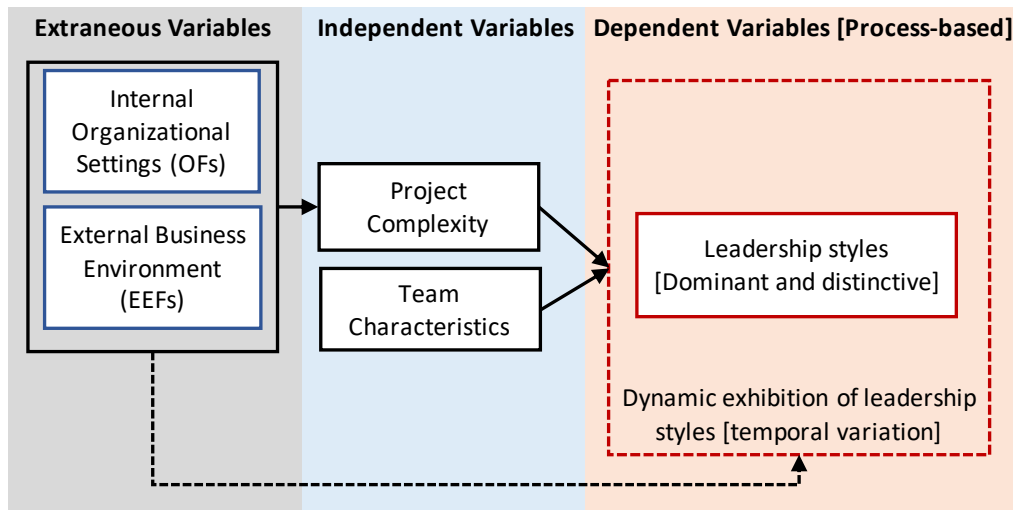 Extraneous Variables
Independent Variables
Dependent Variables [Process-based]
Internal
Organizational
Settings (OFs)
External Business
Environment
(EEFs)
Project
Complexity
Team
Characteristics
Leadership styles
[Dominant and distinctive]
Dynamic exhibition of leadership
styles [temporal variation]